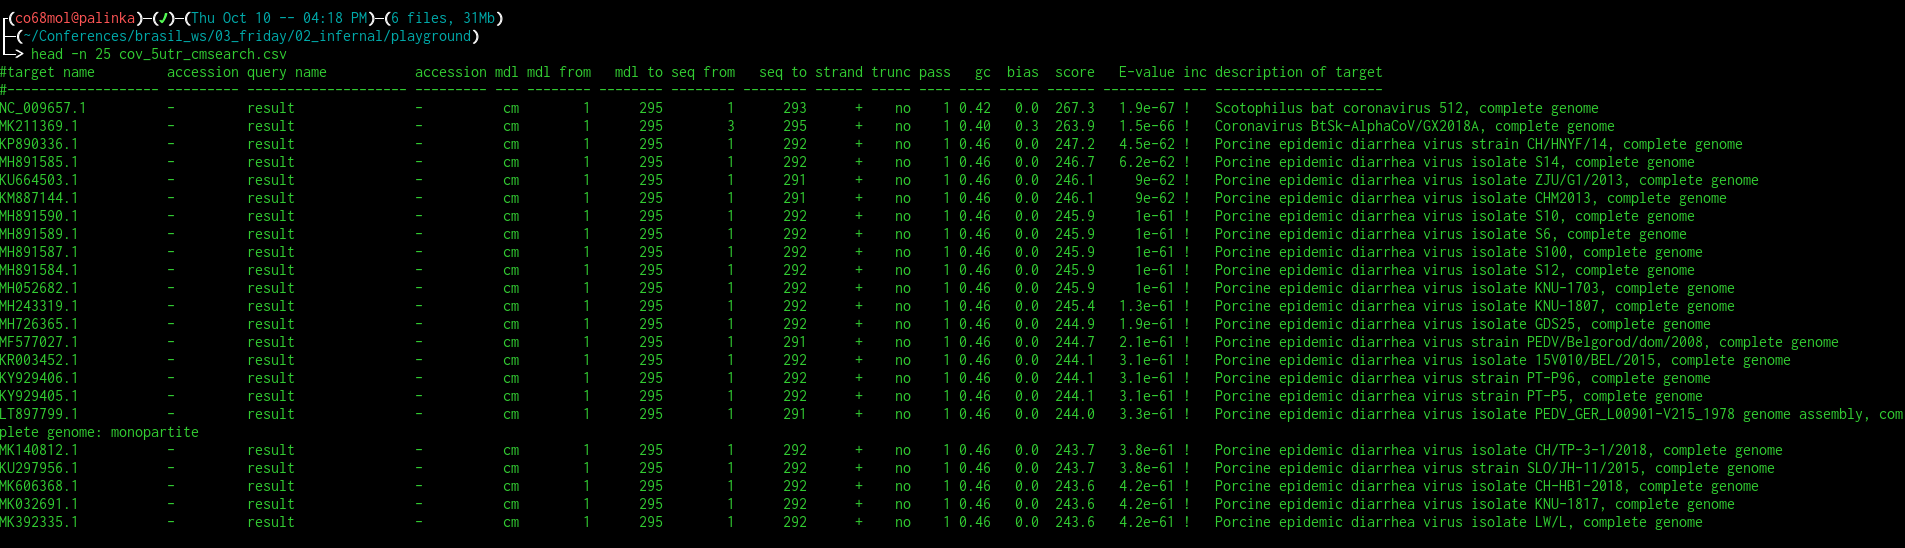 (co68mol@palinka)-(✓)-(Thu Oct 10 -- 04:18 PM)-(6 files, 31Mb)
(~/Conferences/brasil_ws/03_friday/02_infernal/playground)
> head -n 25 cov_5utr_cmsearch.csv
#target name         accession query name           accession mdl mdl from   mdl to seq from   seq to strand trunc pass   gc  bias  score   E-value inc description of target
#------------------- --------- -------------------- --------- --- -------- -------- -------- -------- ------ ----- ---- ---- ----- ------ --------- --- ---------------------
NC_009657.1          -         result               -          cm        1      295        1      293      +    no    1 0.42   0.0  267.3   1.9e-67 !   Scotophilus bat coronavirus 512, complete genome
MK211369.1           -         result               -          cm        1      295        3      295      +    no    1 0.40   0.3  263.9   1.5e-66 !   Coronavirus BtSk-AlphaCoV/GX2018A, complete genome
KP890336.1           -         result               -          cm        1      295        1      292      +    no    1 0.46   0.0  247.2   4.5e-62 !   Porcine epidemic diarrhea virus strain CH/HNYF/14, complete genome
MH891585.1           -         result               -          cm        1      295        1      292      +    no    1 0.46   0.0  246.7   6.2e-62 !   Porcine epidemic diarrhea virus isolate S14, complete genome
KU664503.1           -         result               -          cm        1      295        1      291      +    no    1 0.46   0.0  246.1     9e-62 !   Porcine epidemic diarrhea virus isolate ZJU/G1/2013, complete genome
KM887144.1           -         result               -          cm        1      295        1      291      +    no    1 0.46   0.0  246.1     9e-62 !   Porcine epidemic diarrhea virus isolate CHM2013, complete genome
MH891590.1           -         result               -          cm        1      295        1      292      +    no    1 0.46   0.0  245.9     1e-61 !   Porcine epidemic diarrhea virus isolate S10, complete genome
MH891589.1           -         result               -          cm        1      295        1      292      +    no    1 0.46   0.0  245.9     1e-61 !   Porcine epidemic diarrhea virus isolate S6, complete genome
MH891587.1           -         result               -          cm        1      295        1      292      +    no    1 0.46   0.0  245.9     1e-61 !   Porcine epidemic diarrhea virus isolate S100, complete genome
MH891584.1           -         result               -          cm        1      295        1      292      +    no    1 0.46   0.0  245.9     1e-61 !   Porcine epidemic diarrhea virus isolate S12, complete genome
MH052682.1           -         result               -          cm        1      295        1      292      +    no    1 0.46   0.0  245.9     1e-61 !   Porcine epidemic diarrhea virus isolate KNU-1703, complete genome
MH243319.1           -         result               -          cm        1      295        1      292      +    no    1 0.46   0.0  245.4   1.3e-61 !   Porcine epidemic diarrhea virus isolate KNU-1807, complete genome
MH726365.1           -         result               -          cm        1      295        1      292      +    no    1 0.46   0.0  244.9   1.9e-61 !   Porcine epidemic diarrhea virus isolate GDS25, complete genome
MF577027.1           -         result               -          cm        1      295        1      291      +    no    1 0.46   0.0  244.7   2.1e-61 !   Porcine epidemic diarrhea virus strain PEDV/Belgorod/dom/2008, complete genome
KR003452.1           -         result               -          cm        1      295        1      292      +    no    1 0.46   0.0  244.1   3.1e-61 !   Porcine epidemic diarrhea virus isolate 15V010/BEL/2015, complete genome
KY929406.1           -         result               -          cm        1      295        1      292      +    no    1 0.46   0.0  244.1   3.1e-61 !   Porcine epidemic diarrhea virus strain PT-P96, complete genome
KY929405.1           -         result               -          cm        1      295        1      292      +    no    1 0.46   0.0  244.1   3.1e-61 !   Porcine epidemic diarrhea virus strain PT-P5, complete genome
LT897799.1           -         result               -          cm        1      295        1      291      +    no    1 0.46   0.0  244.0   3.3e-61 !   Porcine epidemic diarrhea virus isolate PEDV_GER_L00901-V215_1978 genome assembly, com
plete genome: monopartite
MK140812.1           -         result               -          cm        1      295        1      292      +    no    1 0.46   0.0  243.7   3.8e-61 !   Porcine epidemic diarrhea virus isolate CH/TP-3-1/2018, complete genome
KU297956.1           -         result               -          cm        1      295        1      292      +    no    1 0.46   0.0  243.7   3.8e-61 !   Porcine epidemic diarrhea virus strain SLO/JH-11/2015, complete genome
MK606368.1           -         result               -          cm        1      295        1      292      +    no    1 0.46   0.0  243.6   4.2e-61 !   Porcine epidemic diarrhea virus isolate CH-HB1-2018, complete genome
MK032691.1           -         result               -          cm        1      295        1      292      +    no    1 0.46   0.0  243.6   4.2e-61 !   Porcine epidemic diarrhea virus isolate KNU-1817, complete genome
MK392335.1           -         result               -          cm        1      295        1      292      +    no    1 0.46   0.0  243.6   4.2e-61 !   Porcine epidemic diarrhea virus isolate LW/L, complete genome